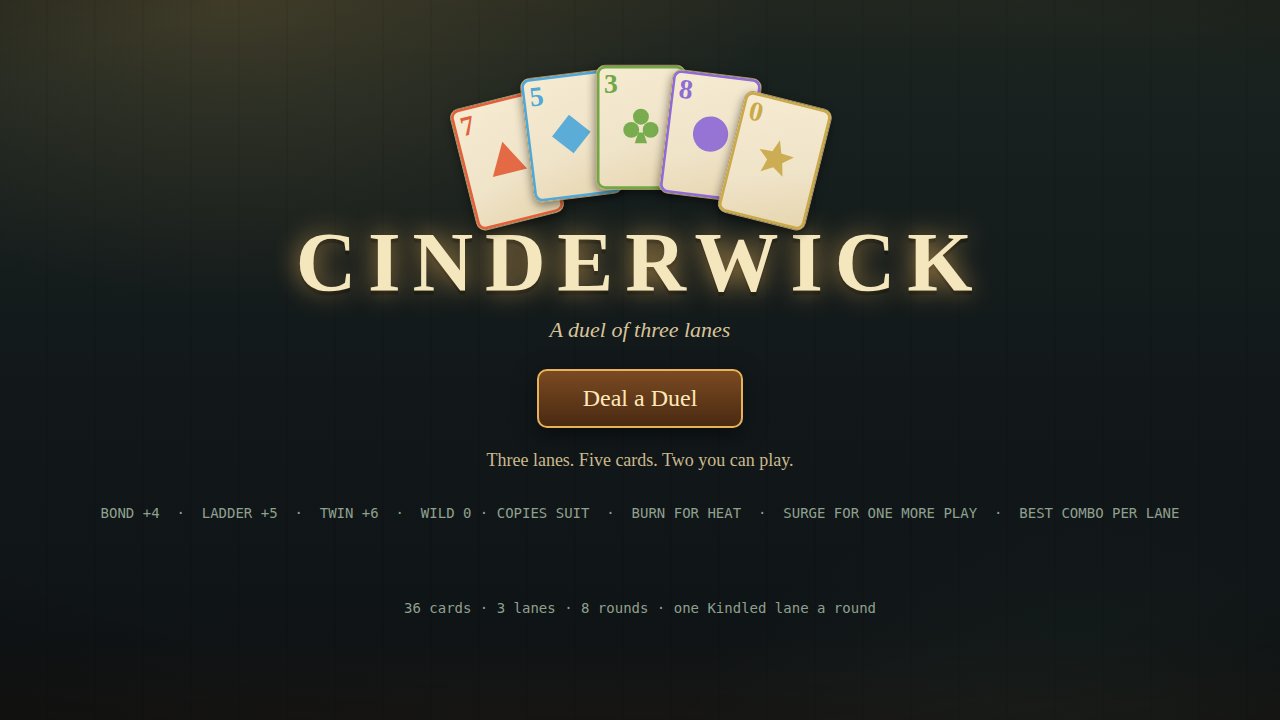 7 5 3 8 0
CINDERWICK
A duel of three lanes
Deal a Duel
Three lanes. Five cards. Two you can play.
BOND +4 · LADDER +5 · TWIN +6 · WILD 0 · COPIES SUIT · BURN FOR HEAT · SURGE FOR ONE MORE PLAY · BEST COMBO PER LANE
36 cards · 3 lanes · 8 rounds · one Kindled lane a round